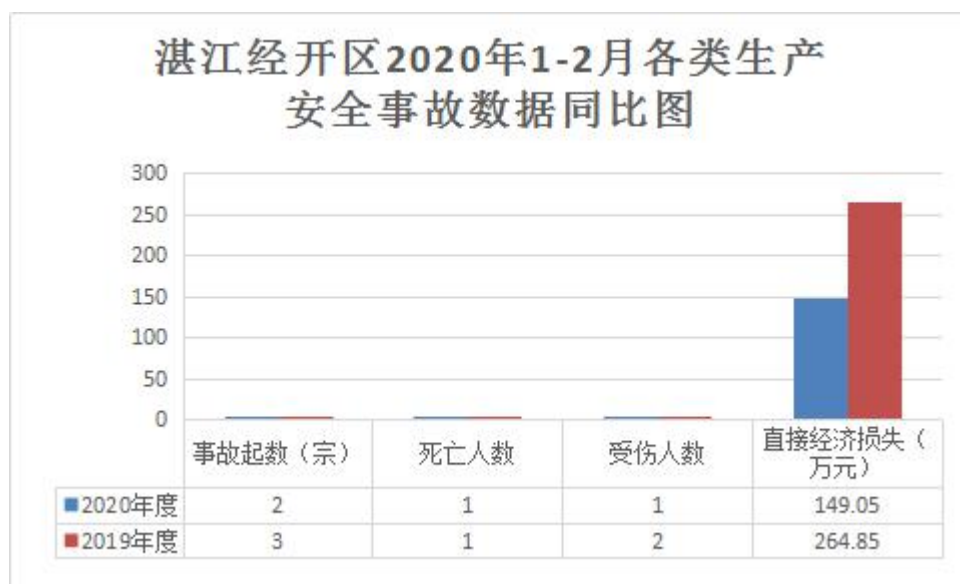 湛江经开区2020年1-2月各类生产
安全事故数据同比图
300
250
200
150
100
50
0
事故起数（宗） 死亡人数 受伤人数 直接经济损失（
万元）
2020年度 2 1 1 149.05
2019年度 3 1 2 264.85